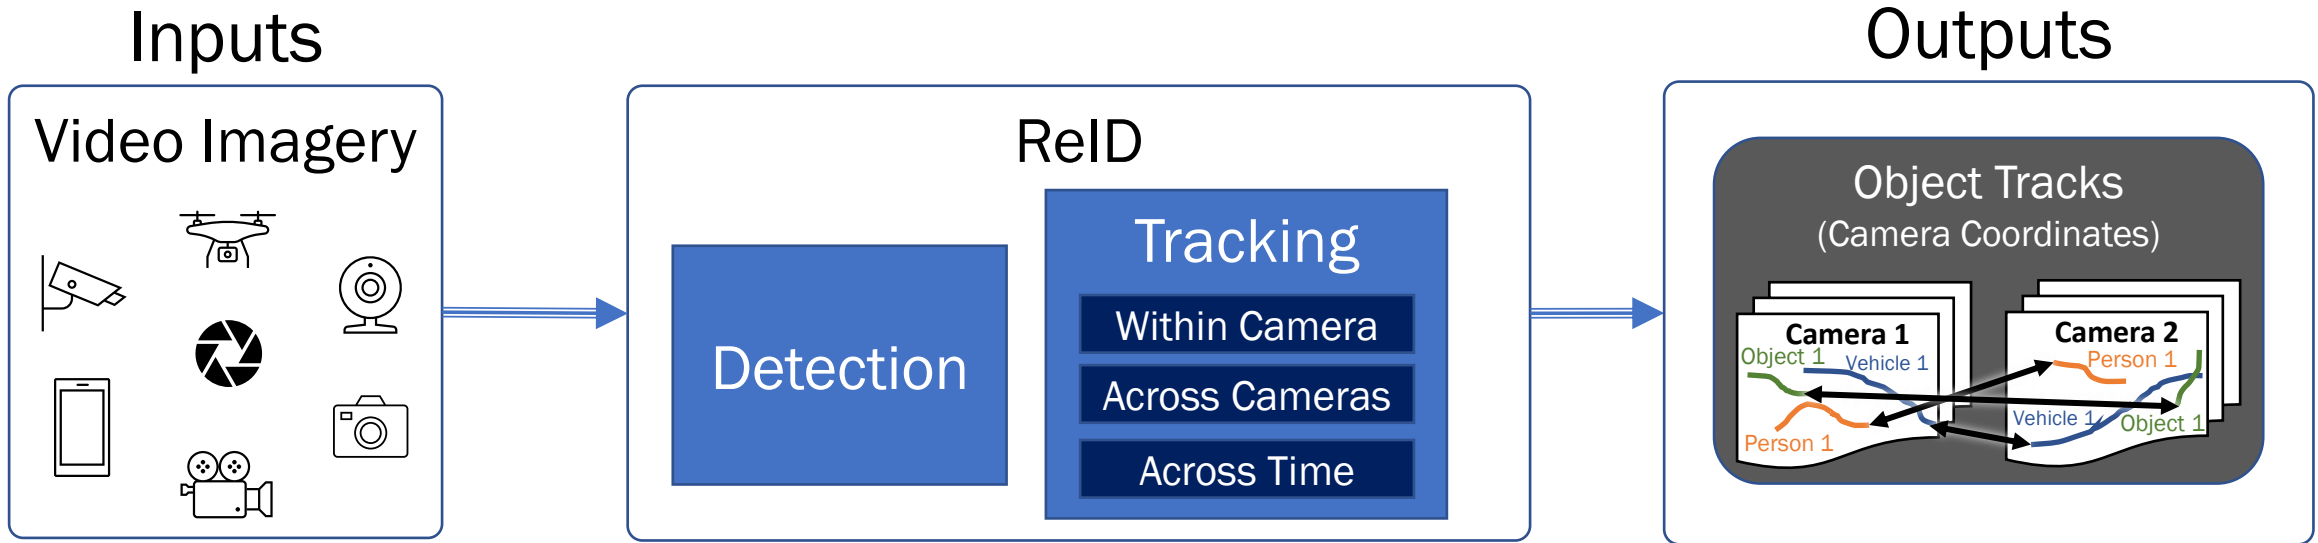 Inputs
Video Imagery
ReID
Detection
Tracking
Within Camera
Across Cameras
Across Time
Outputs
Object Tracks
(Camera Coordinates)
Camera 1
Object 1
Vehicle 1
Person 1
Camera 2
Person 1
Vehicle 1
Object 1